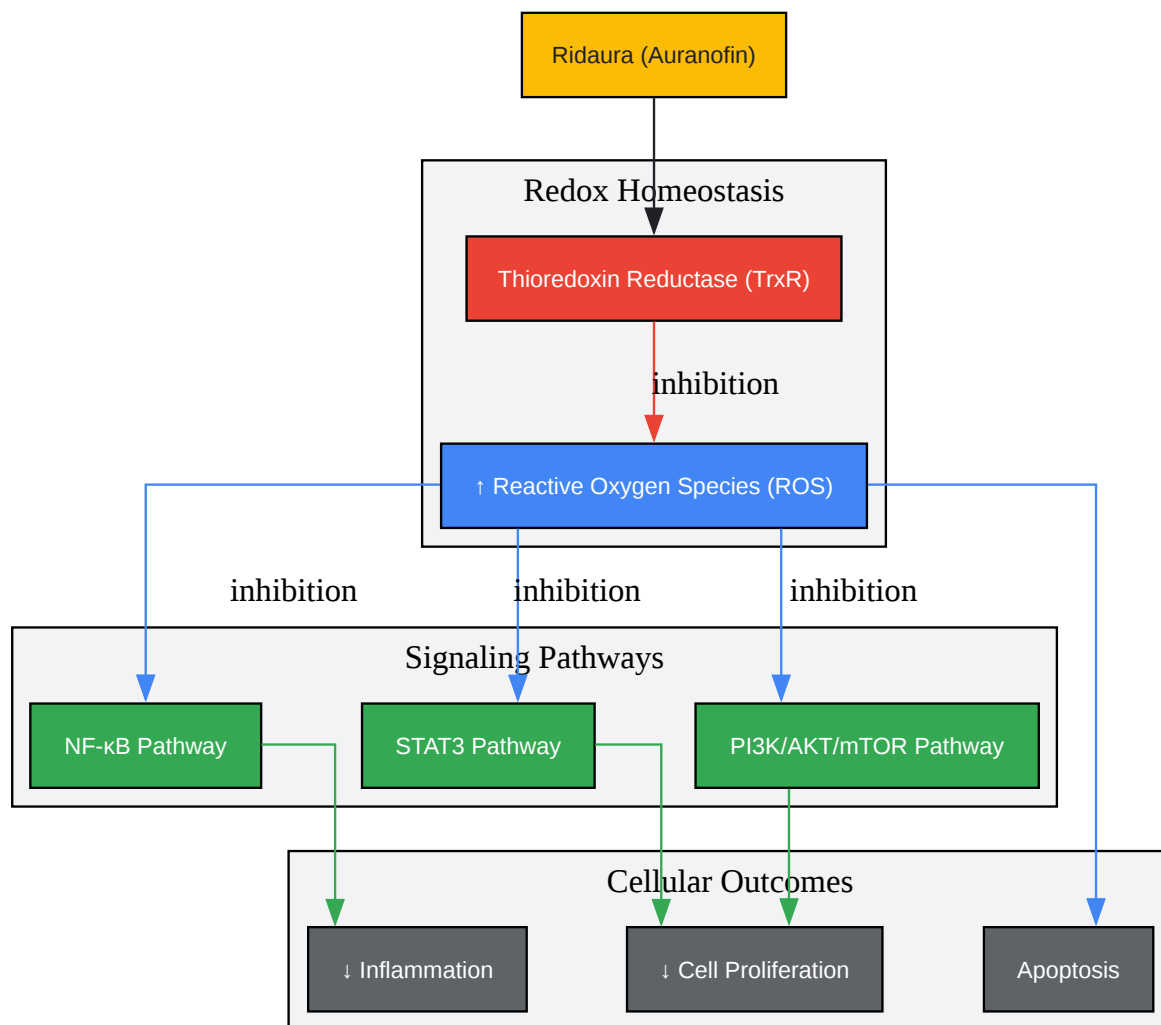 Ridaura (Auranofin)
Redox Homeostasis
Thioredoxin Reductase (TrxR)
inhibition
↑ Reactive Oxygen Species (ROS)
inhibition
inhibition
inhibition
Signaling Pathways
NF-κB Pathway
STAT3 Pathway
PI3K/AKT/mTOR Pathway
Cellular Outcomes
↓ Inflammation
↓ Cell Proliferation
Apoptosis